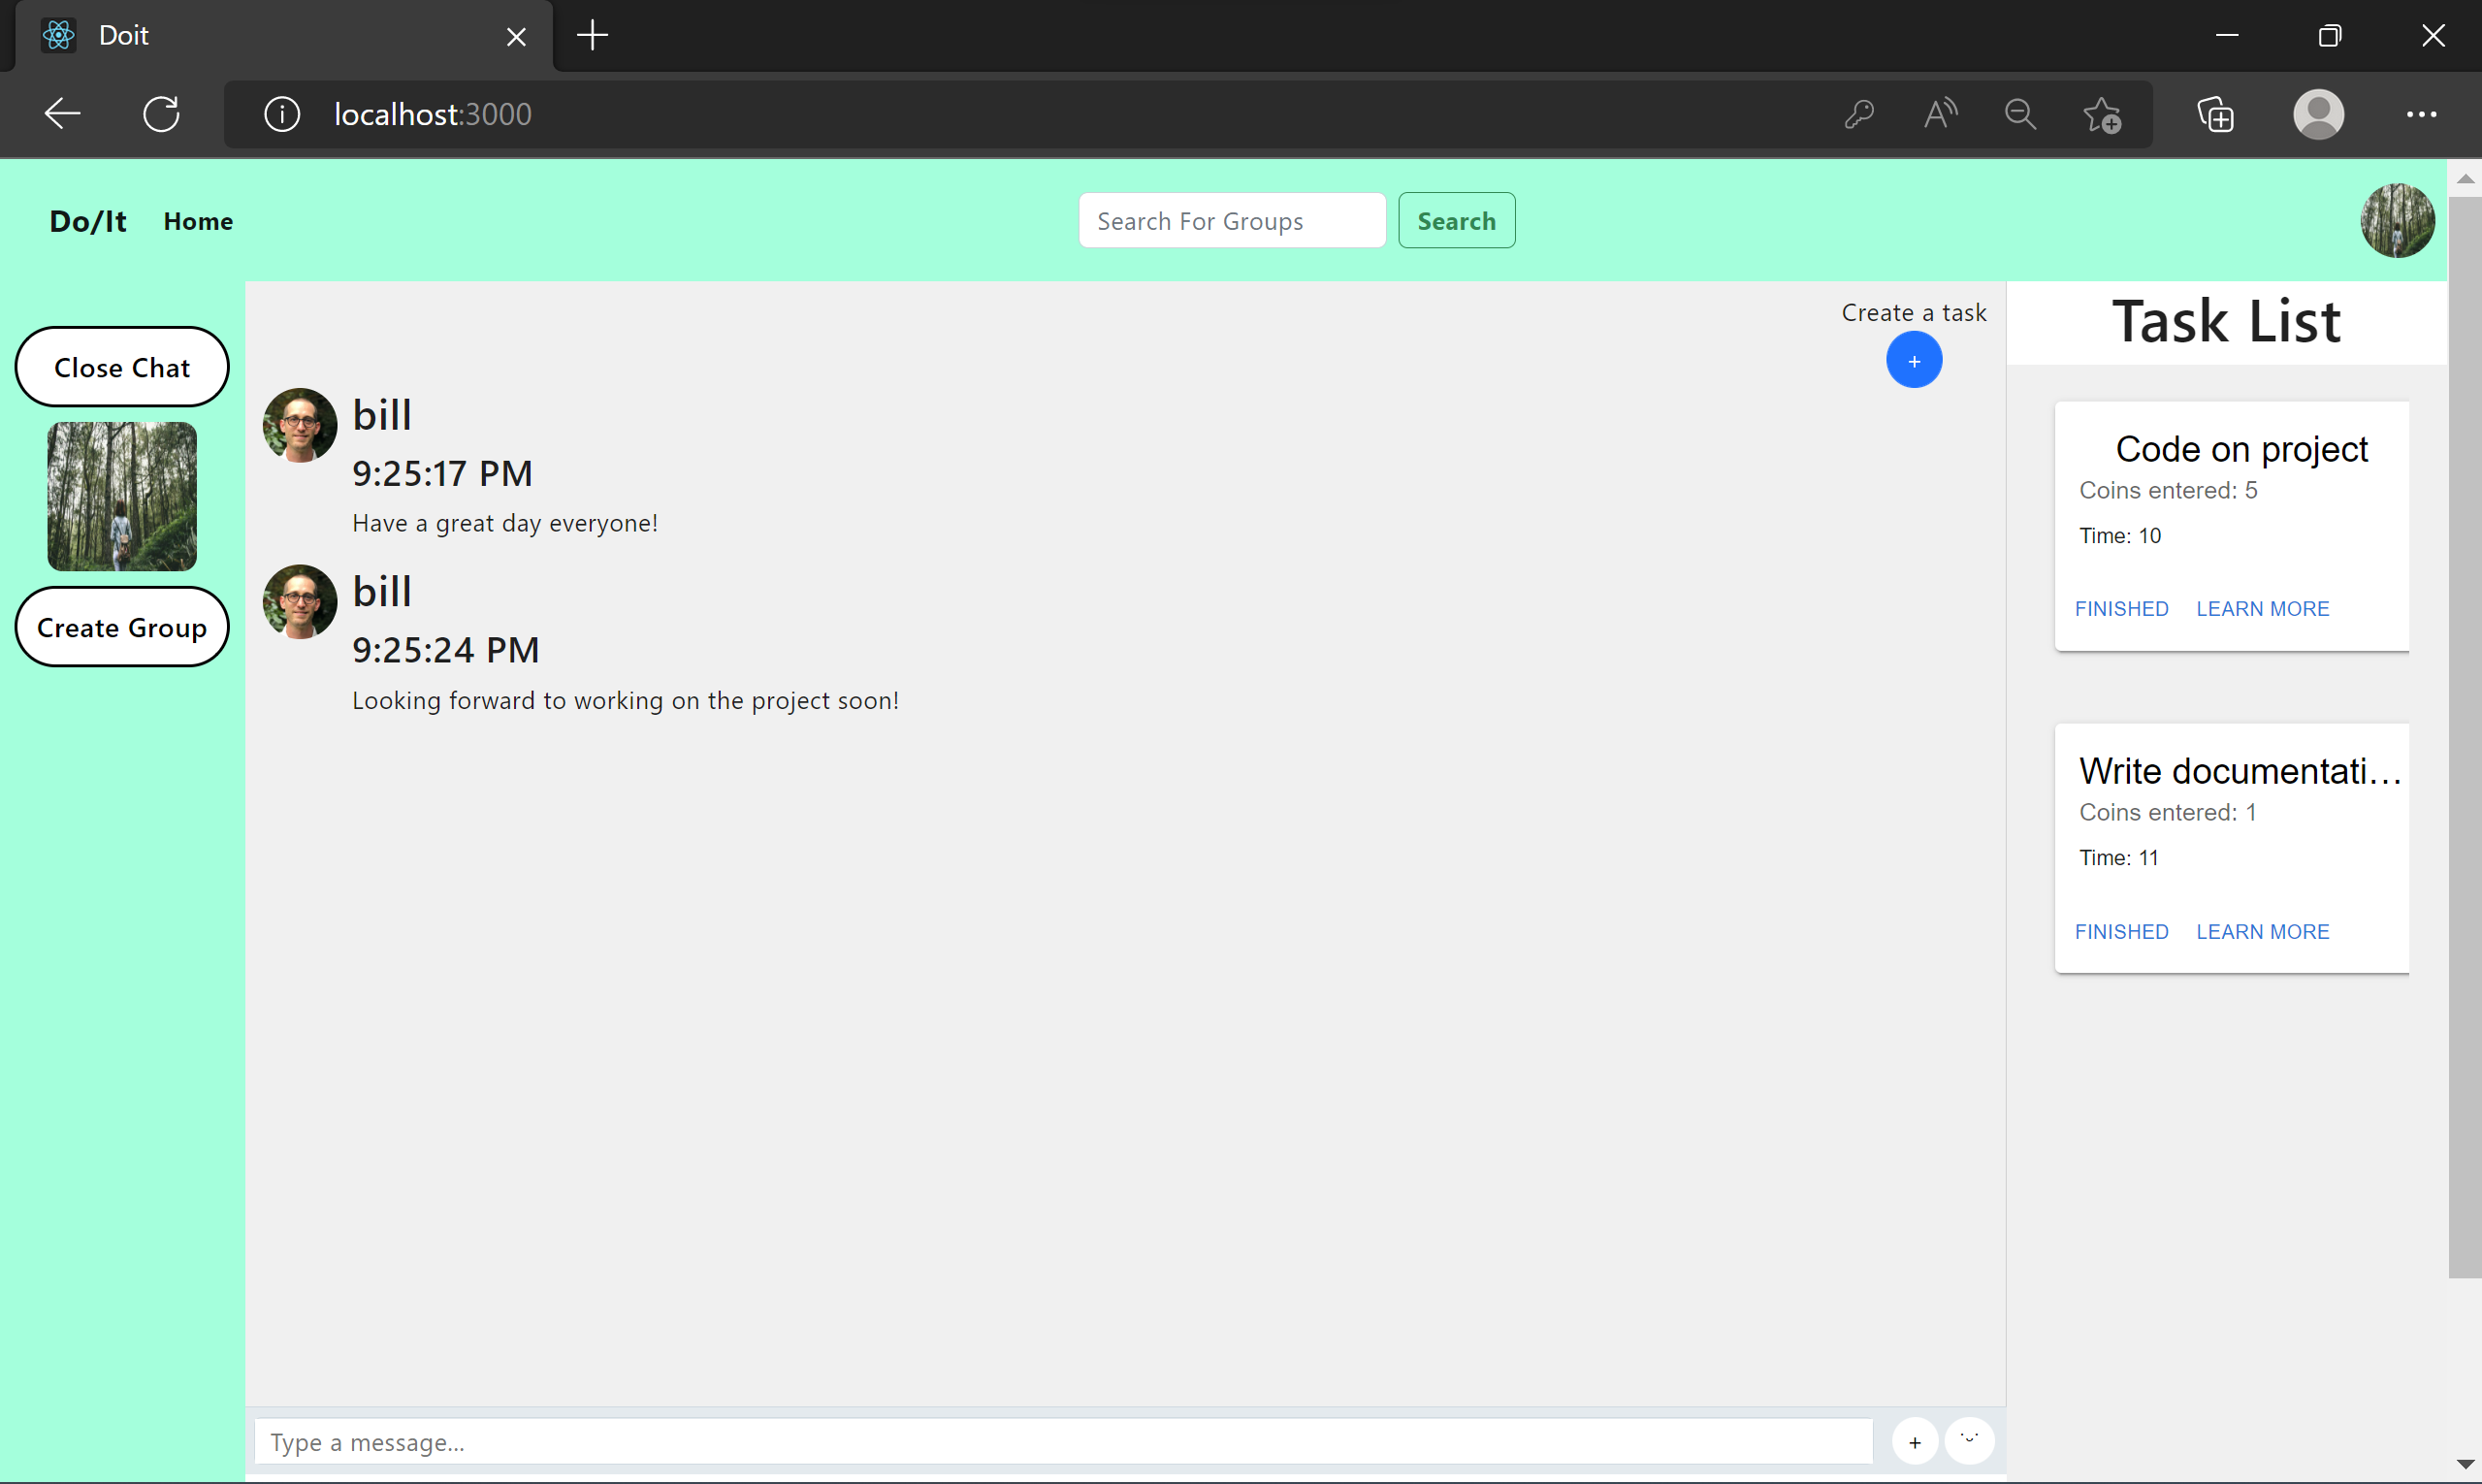 Doit
localhost:3000
Do/It Home
Search For Groups Search
Close Chat
Create Group
Create a task
+
bill
9:25:17 PM
Have a great day everyone!
bill
9:25:24 PM
Looking forward to working on the project soon!
Type a message...
+
Task List
Code on project
Coins entered: 5
Time: 10
FINISHED LEARN MORE
Write documentati...
Coins entered: 1
Time: 11
FINISHED LEARN MORE